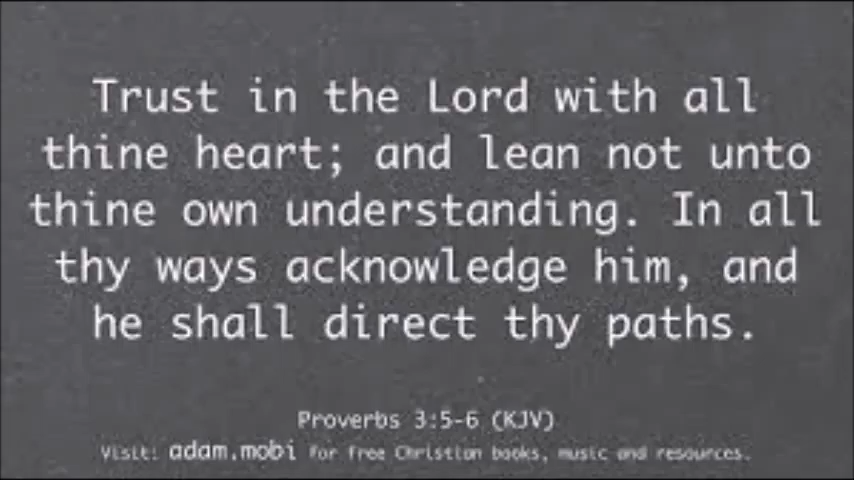 Trust in the Lord with all
thine heart; and lean not unto
thine own understanding. In all
thy ways acknowledge him, and
he shall direct thy paths.
Proverbs 3:5-6 (KJV)
Visit: adam.mobi for free Christian books, music and resources.